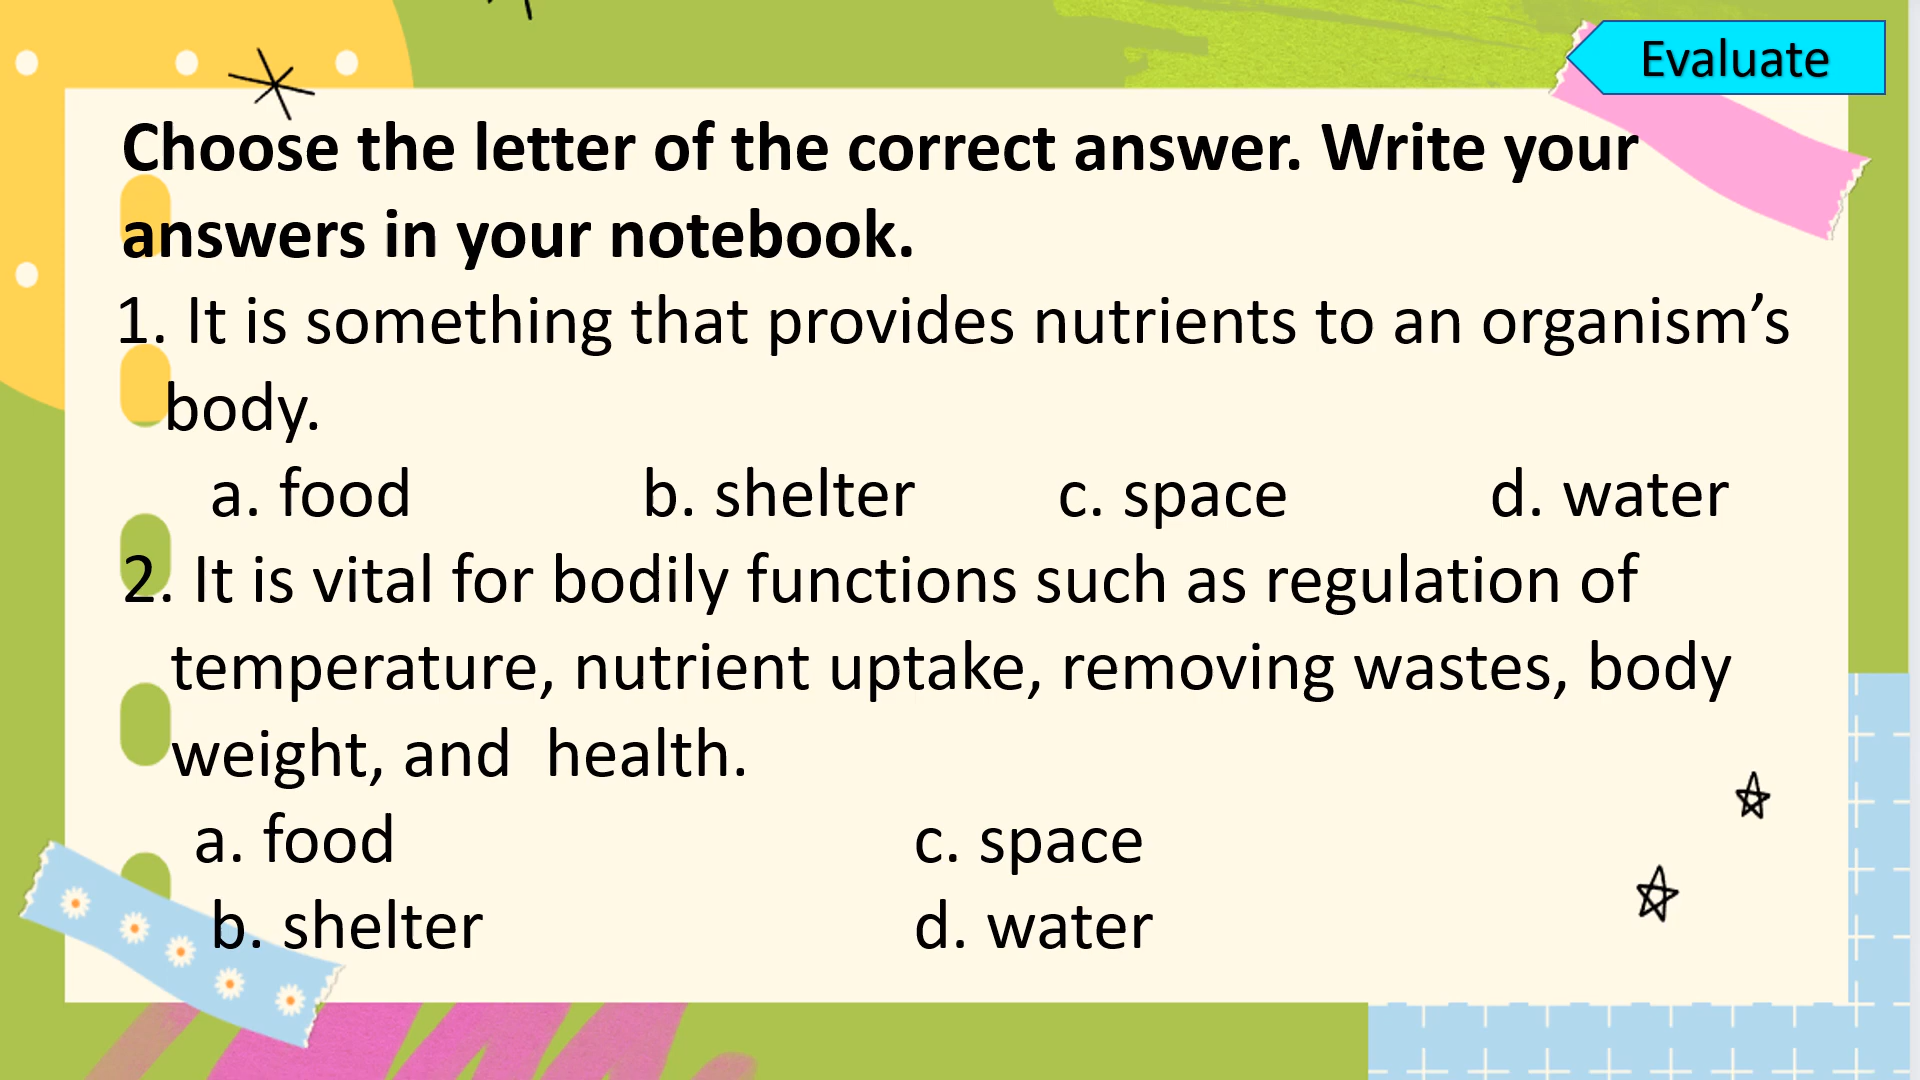 Evaluate
Choose the letter of the correct answer. Write your
answers in your notebook.
1. It is something that provides nutrients to an organism’s
body.
a. food b. shelter c. space d. water
2. It is vital for bodily functions such as regulation of
temperature, nutrient uptake, removing wastes, body
weight, and health.
a. food c. space
b. shelter d. water